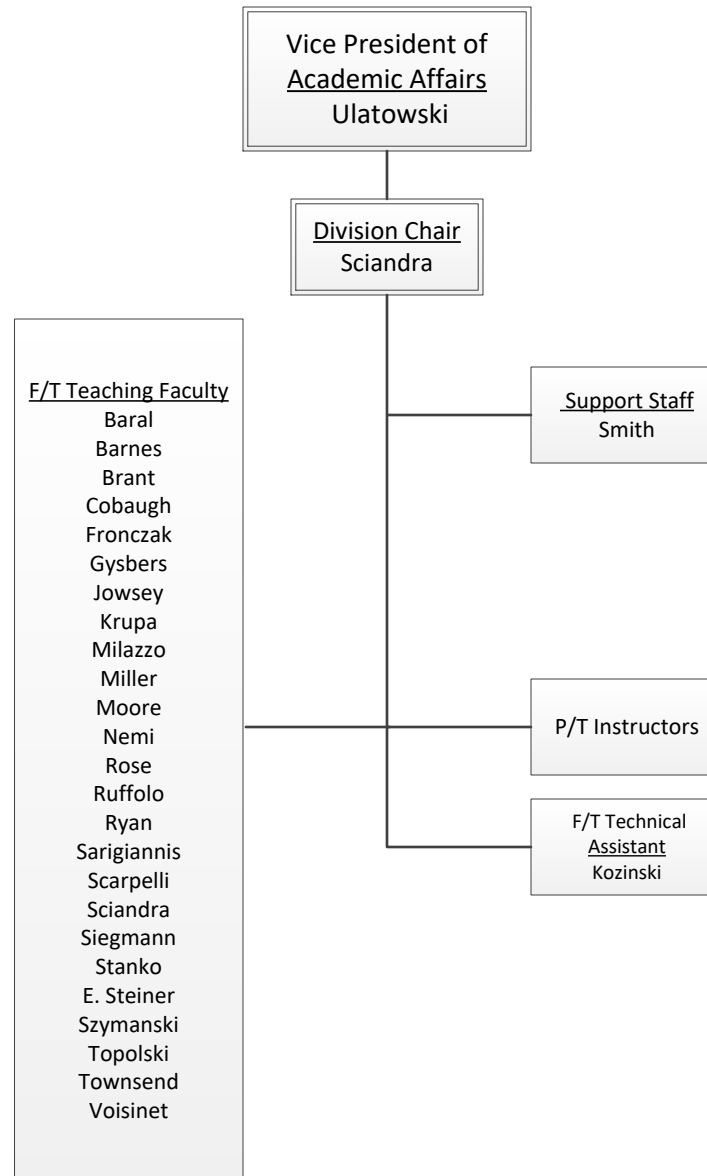 Vice President of
Academic Affairs
Ulatowski
Division Chair
Sciandra
F/T Teaching Faculty
Baral
Barnes
Brant
Cobaugh
Fronczak
Gysbers
Jowsey
Krupa
Milazzo
Miller
Moore
Nemi
Rose
Ruffolo
Ryan
Sarigiannis
Scarpelli
Sciandra
Siegmann
Stanko
E. Steiner
Szymanski
Topolski
Townsend
Voisinet
Support Staff
Smith
P/T Instructors
F/T Technical
Assistant
Kozinski